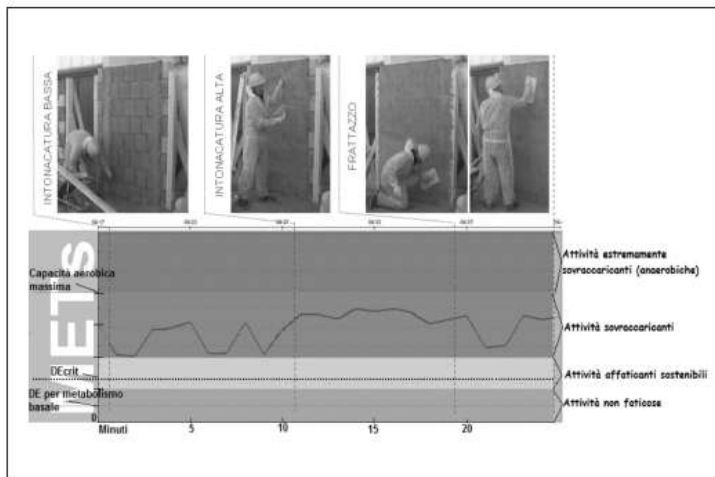 INTONACATURA BASSA
INTONACATURA ALTA
FRATTAZZO
METs
Capacità aerobica
massima
DEcrit
DE per metabolismo
basale
0
Minuti
5
10
15
20
Attività estremamente
sovraccaricanti (anaerobiche)
Attività sovraccaricanti
Attività affaticanti sostenibili
Attività non faticose